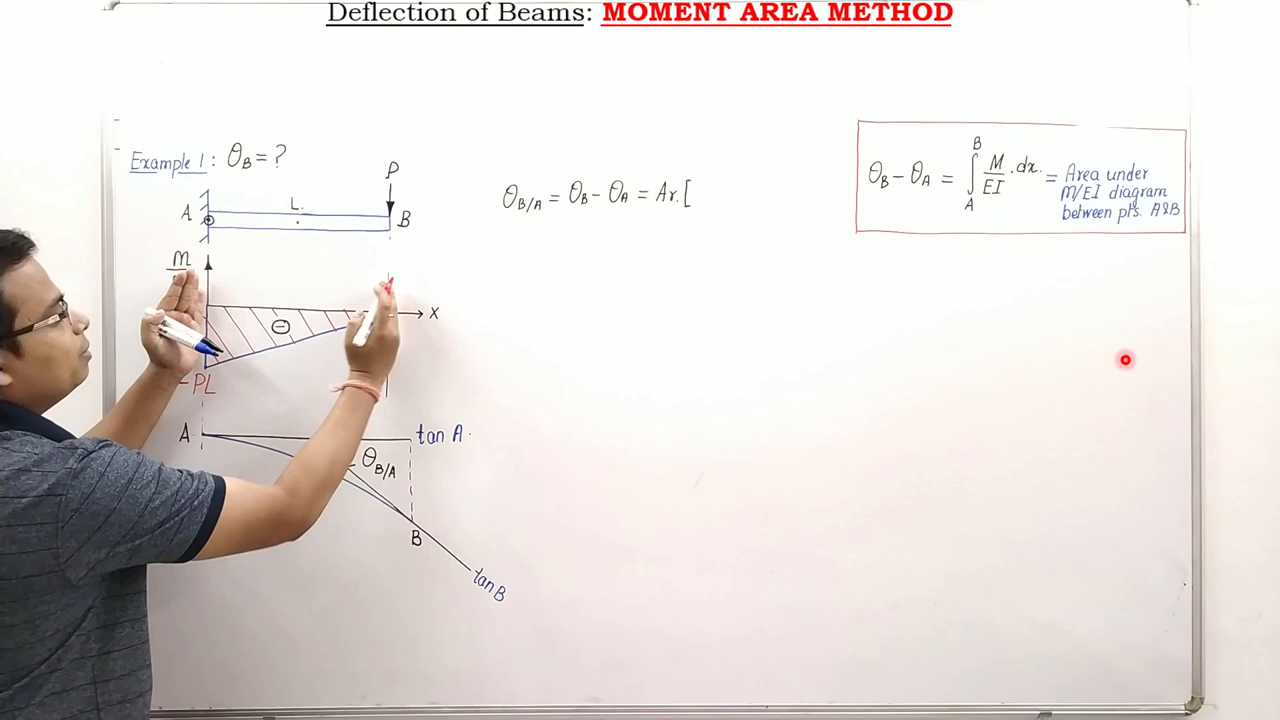 Deflection of Beams: MOMENT AREA METHOD
Example 1: θB = ?
P
A
L
B
M
⊖
x
- PL
A
tan A
θB/A
B
tan B
θB/A = θB - θA = Ar. [
θB - θA = ∫AB M/EI .dx. = Area under
M/EI diagram
between pts. A&B